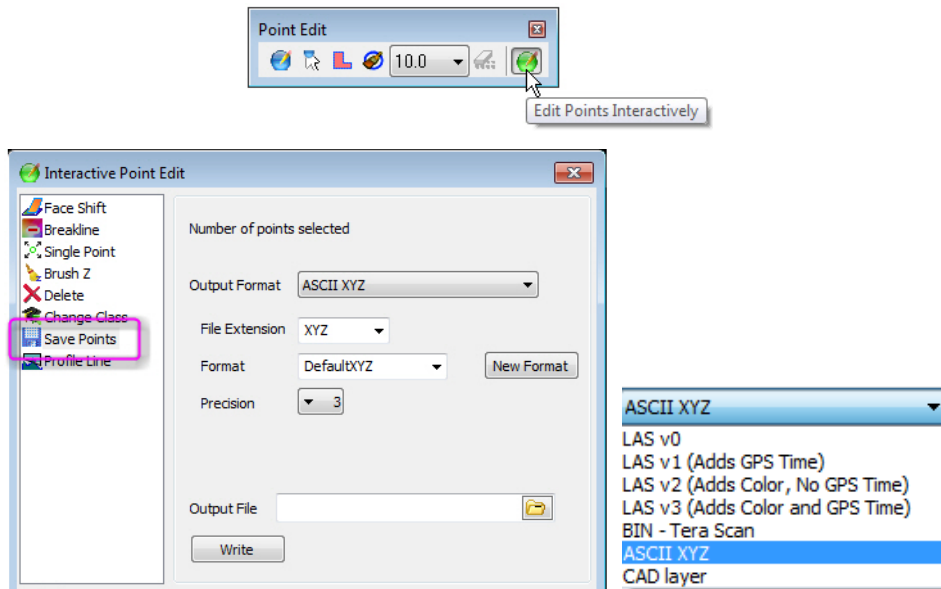 Point Edit
10.0
Edit Points Interactively
Interactive Point Edit
Face Shift
Breakline
Single Point
Brush Z
Delete
Change Class
Save Points
Profile Line
Number of points selected
Output Format ASCII XYZ
File Extension XYZ
Format DefaultXYZ New Format
Precision 3
Output File
Write
ASCII XYZ
LAS v0
LAS v1 (Adds GPS Time)
LAS v2 (Adds Color, No GPS Time)
LAS v3 (Adds Color and GPS Time)
BIN - Tera Scan
ASCII XYZ
CAD layer